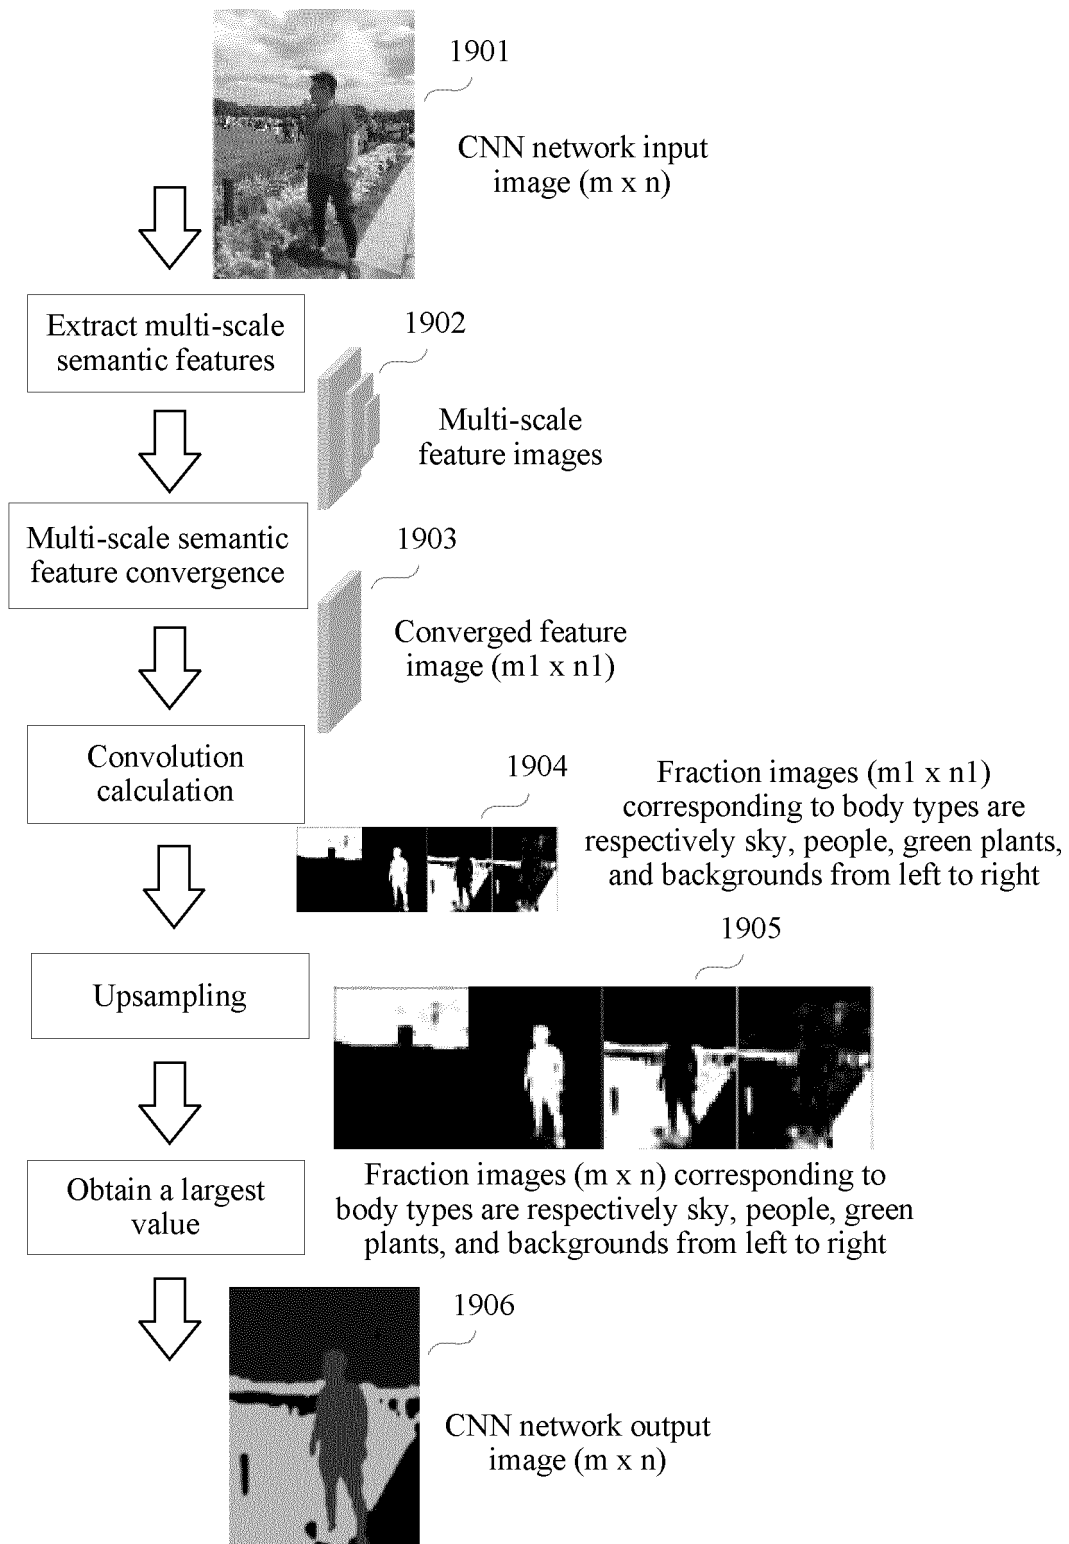 1901
CNN network input
image (m x n)
Extract multi-scale
semantic features
1902
Multi-scale
feature images
Multi-scale semantic
feature convergence
1903
Converged feature
image (m1 x n1)
Convolution
calculation
1904
Fraction images (m1 x n1)
corresponding to body types are
respectively sky, people, green plants,
and backgrounds from left to right
Upsampling
1905
Fraction images (m x n) corresponding to
body types are respectively sky, people, green
plants, and backgrounds from left to right
Obtain a largest
value
1906
CNN network output
image (m x n)